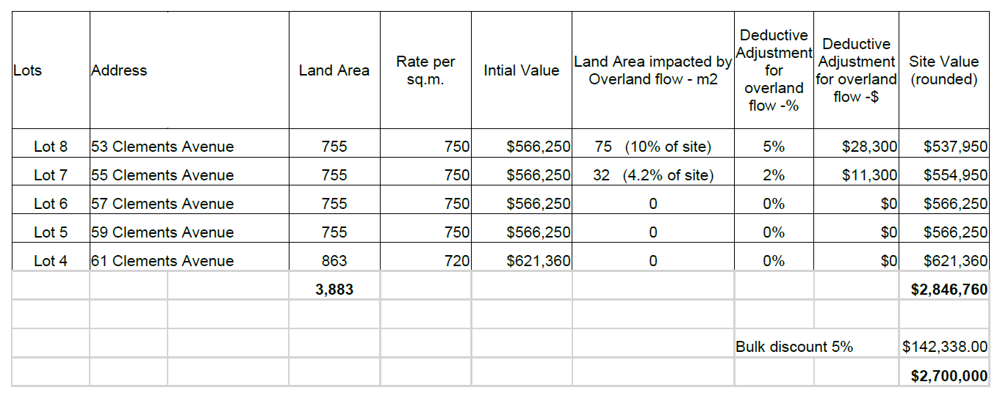 Lots Address Land Area Rate per sq.m. Intial Value Land Area impacted by Overland flow - m2 Deductive Adjustment for overland flow -% Deductive Adjustment for overland flow -$ Site Value (rounded)
Lot 8 53 Clements Avenue 755 750 $566,250 75 (10% of site) 5% $28,300 $537,950
Lot 7 55 Clements Avenue 755 750 $566,250 32 (4.2% of site) 2% $11,300 $554,950
Lot 6 57 Clements Avenue 755 750 $566,250 0 0% $0 $566,250
Lot 5 59 Clements Avenue 755 750 $566,250 0 0% $0 $566,250
Lot 4 61 Clements Avenue 863 720 $621,360 0 0% $0 $621,360
3,883 $2,846,760
Bulk discount 5% $142,338.00
$2,700,000